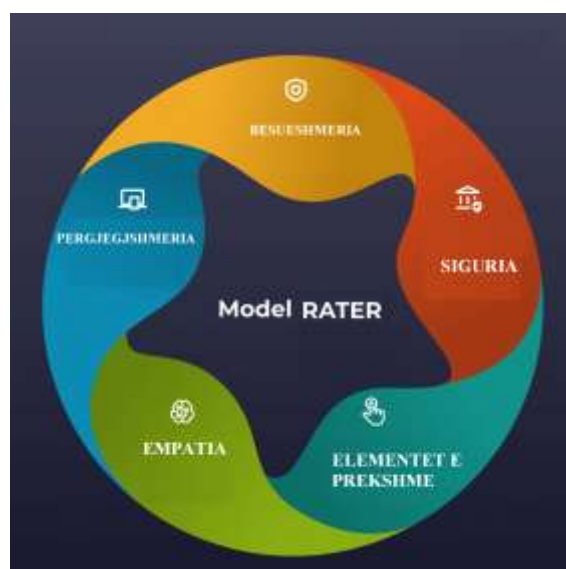 BESUESHMERIA
SIGURIA
ELEMENTET E
PREKSHME
EMPATIA
PERGJEGJSHMERIA
Model RATER